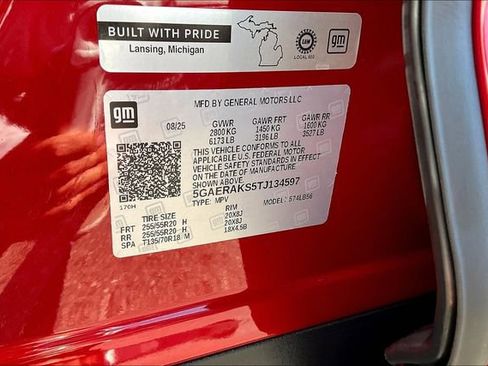 BUILT WITH PRIDE
Lansing, Michigan
LOCAL 602
gm
gm
MFD BY GENERAL MOTORS LLC
08/25 GVWR GAWR FRT GAWR RR
2800 KG 1450 KG 1600 KG
6173 LB 3196 LB 3527 LB
THIS VEHICLE CONFORMS TO ALL
APPLICABLE U.S. FEDERAL MOTOR
VEHICLE SAFETY STANDARDS IN EFFECT
ON THE DATE OF MANUFACTURE
SHOWN ABOVE.
5GAERAKS5TJ134597
170H TYPE: MPV MODEL: 574LB56
TIRE SIZE RIM
FRT 255/55R20 H 20X8J
RR 255/55R20 H 20X8J
SPA T135/70R18 M 18X4.5B